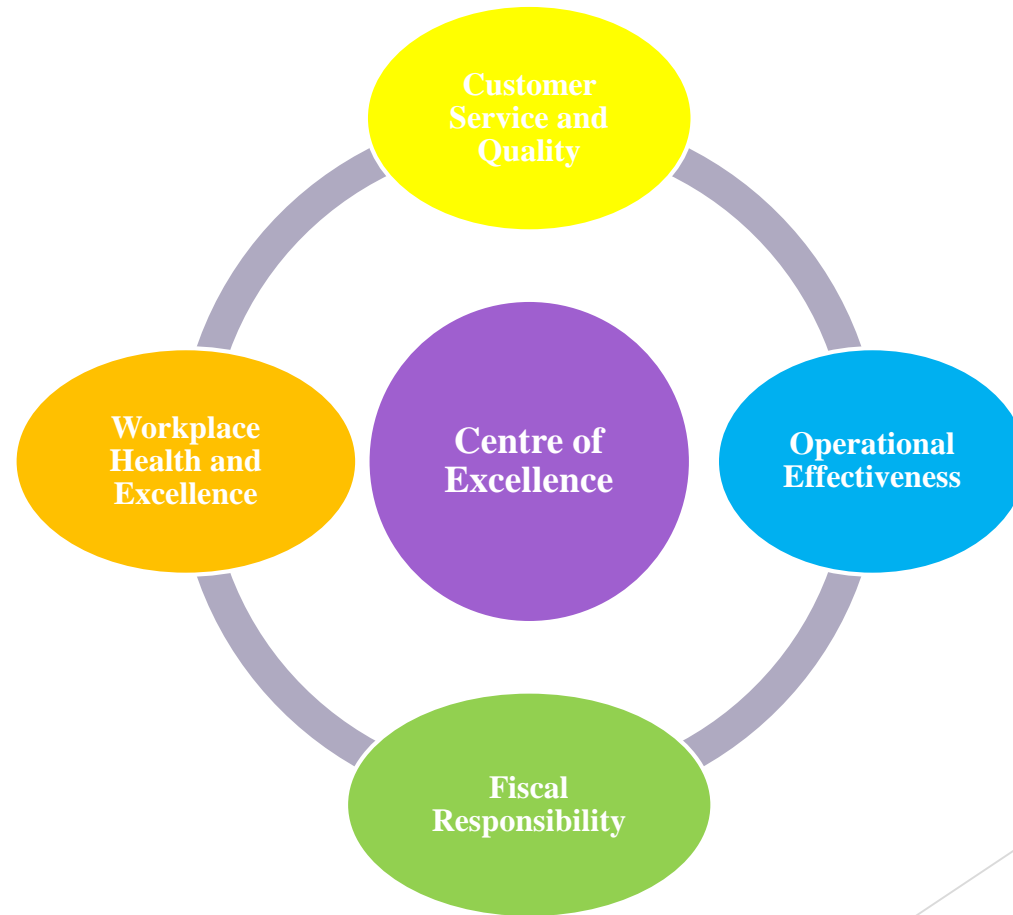 Customer
Service and
Quality
Workplace
Health and
Excellence
Centre of
Excellence
Operational
Effectiveness
Fiscal
Responsibility